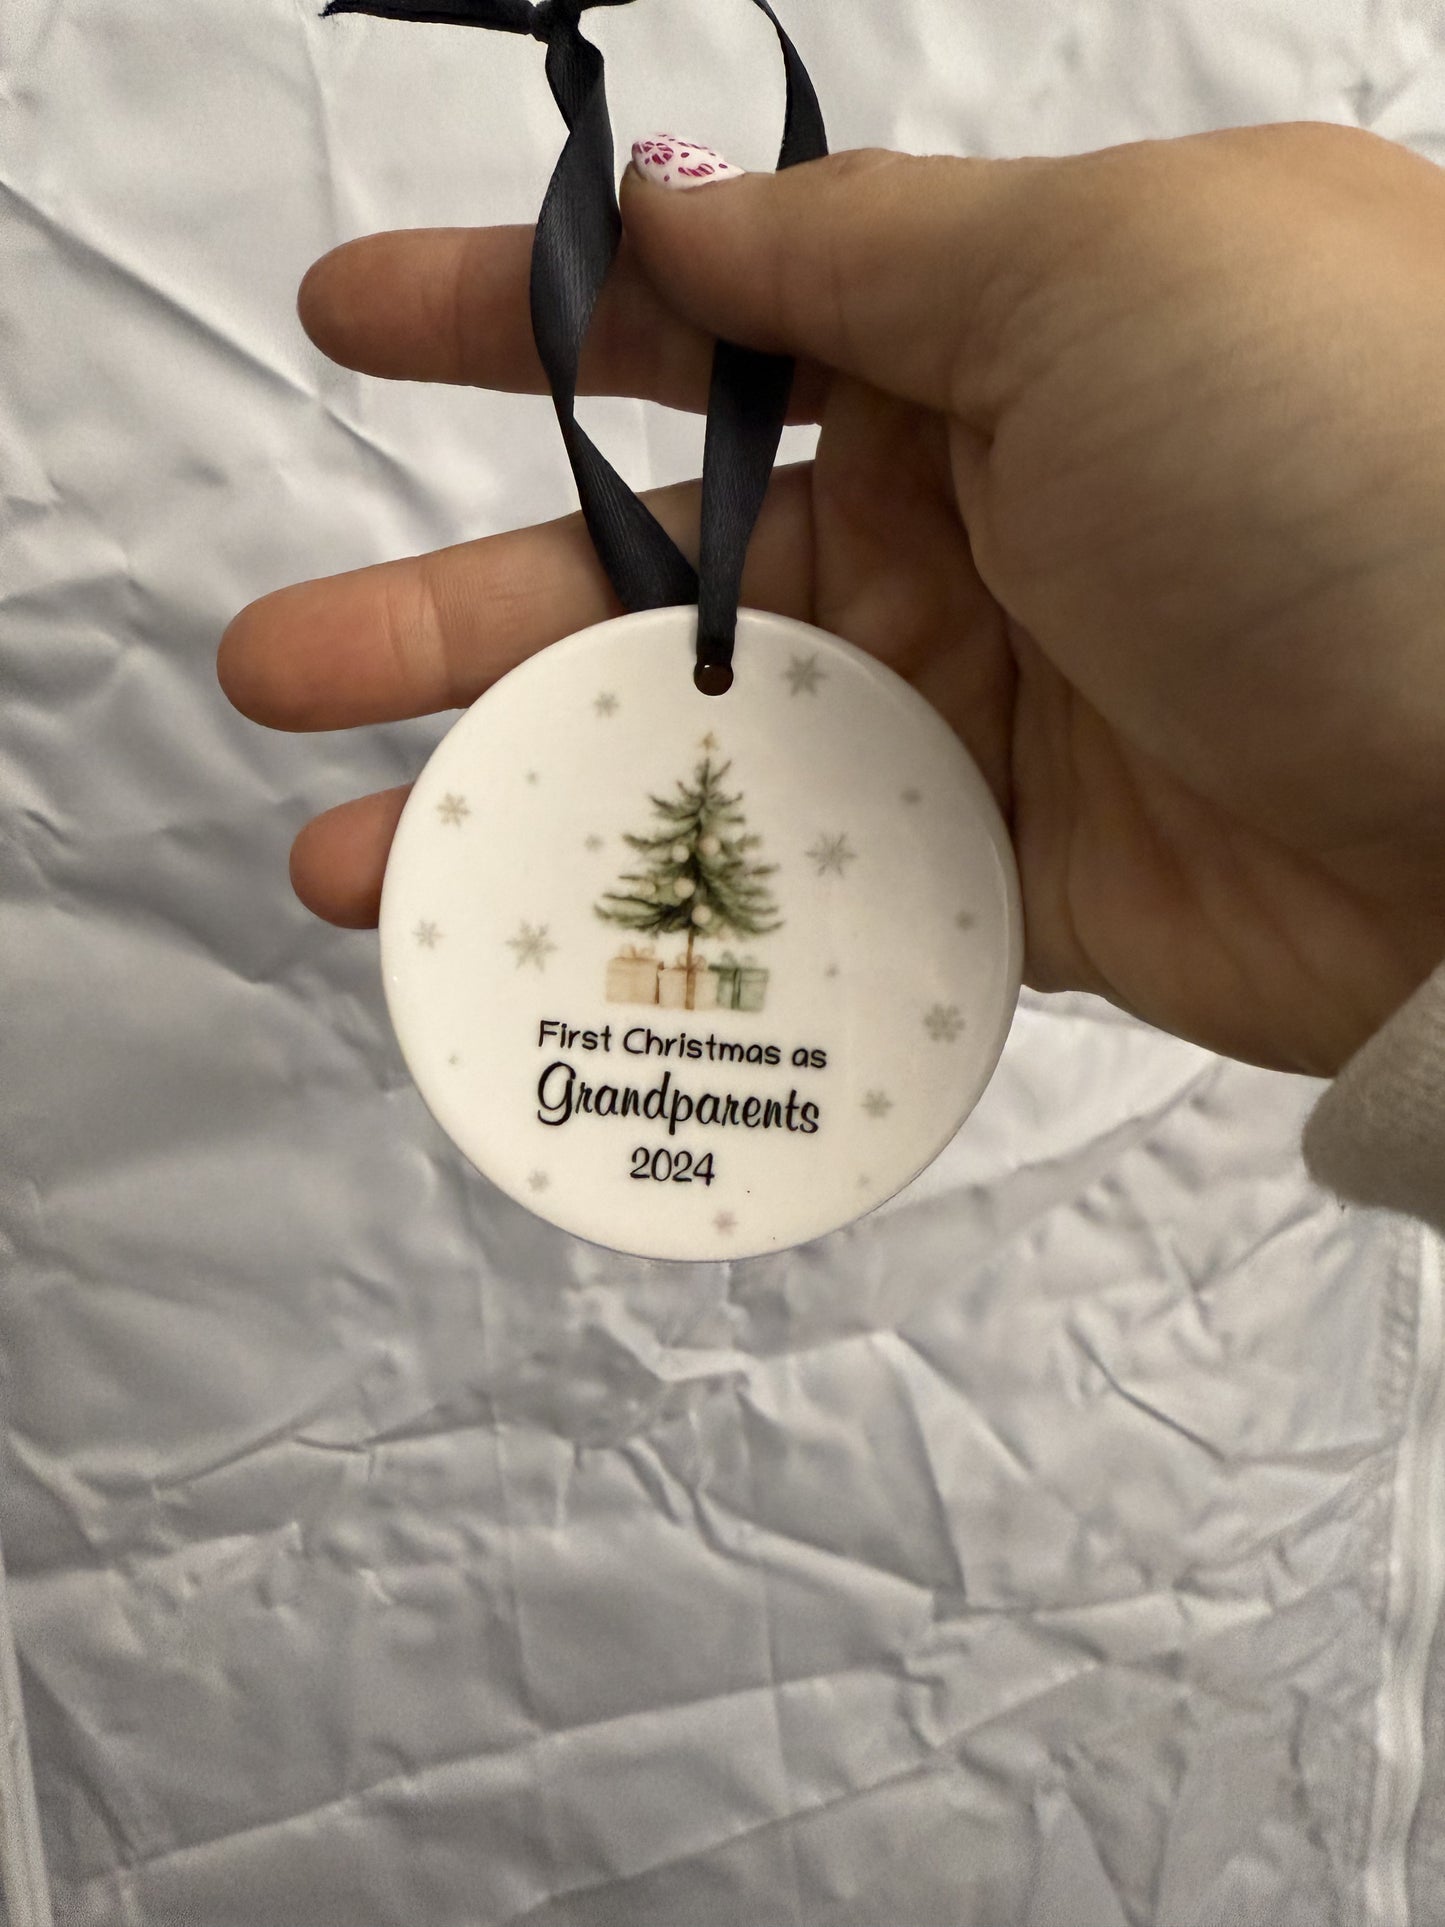 First Christmas as
Grandparents
2024